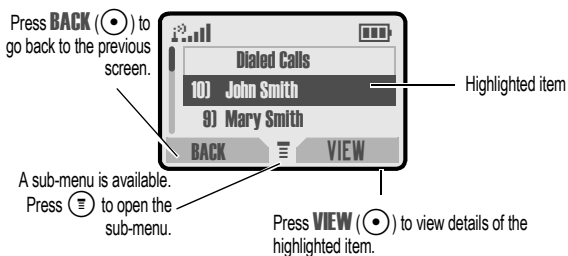 Press BACK ( ) to
go back to the previous
screen.
Dialed Calls
10) John Smith
9) Mary Smith
BACK
VIEW
Highlighted item
A sub-menu is available.
Press to open the
sub-menu.
Press VIEW ( ) to view details of the
highlighted item.